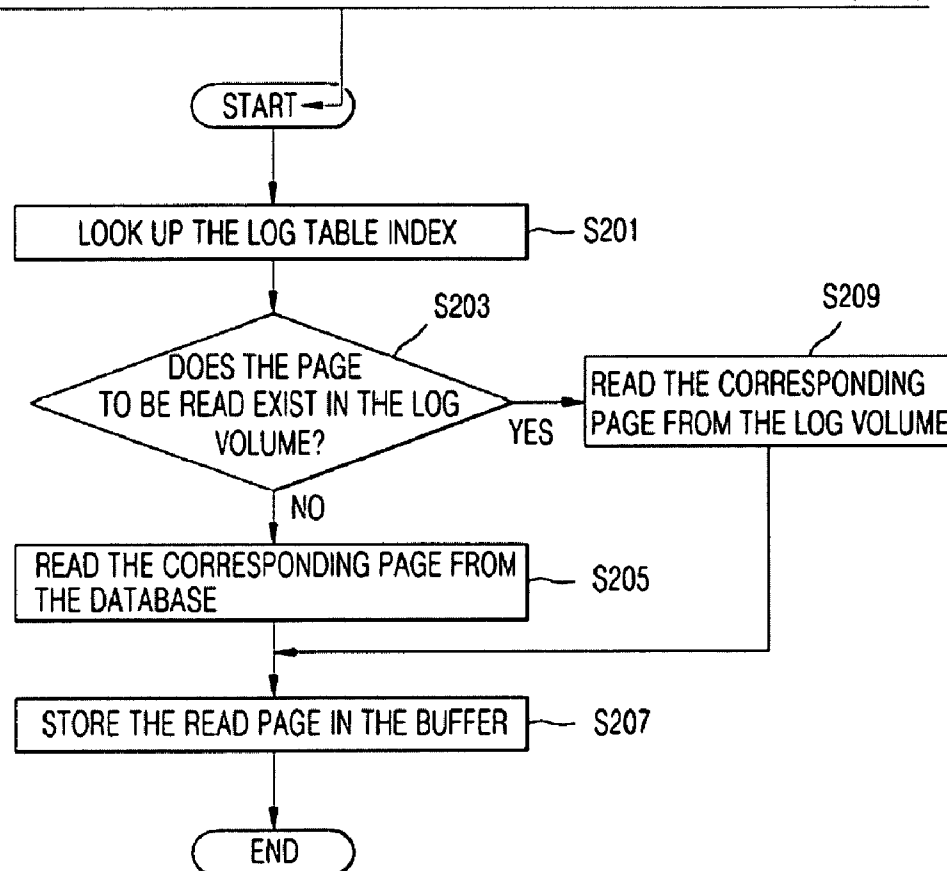 START
LOOK UP THE LOG TABLE INDEX
S201
S203
DOES THE PAGE
TO BE READ EXIST IN THE LOG
VOLUME?
YES
S209
READ THE CORRESPONDING
PAGE FROM THE LOG VOLUME
NO
READ THE CORRESPONDING PAGE FROM
THE DATABASE
S205
STORE THE READ PAGE IN THE BUFFER
S207
END